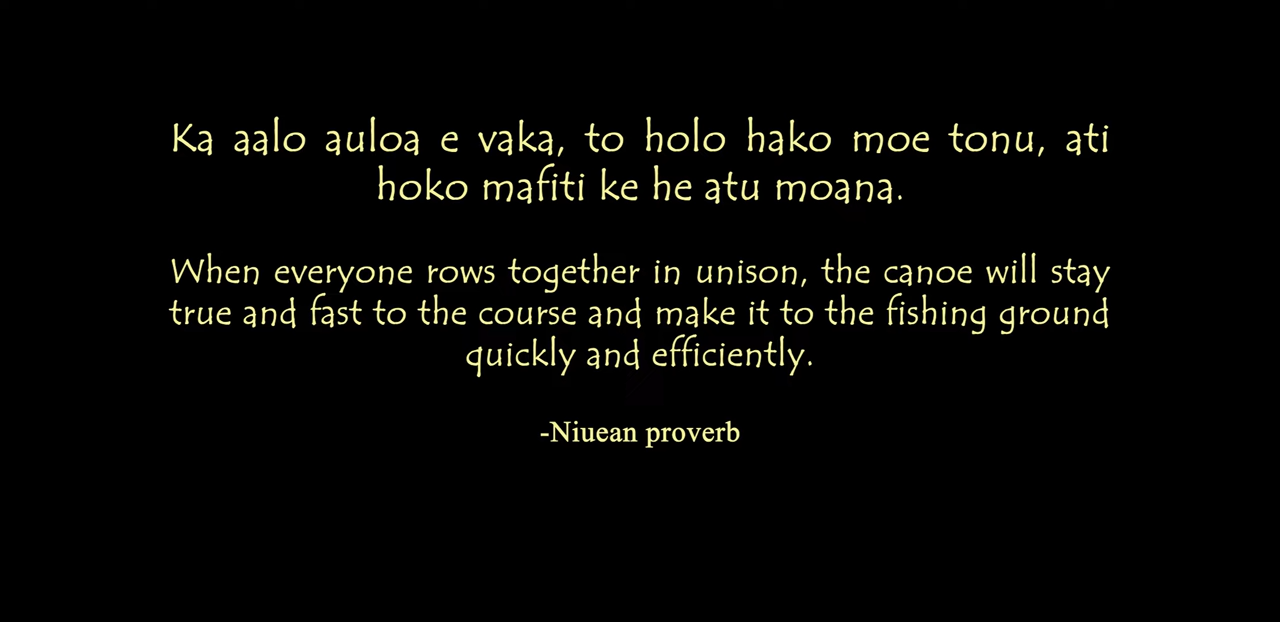 Ka aalo auloa e vaka, to holo hako moe tonu, ati
hoko mafiti ke he atu moana.
When everyone rows together in unison, the canoe will stay
true and fast to the course and make it to the fishing ground
quickly and efficiently.
-Niuean proverb